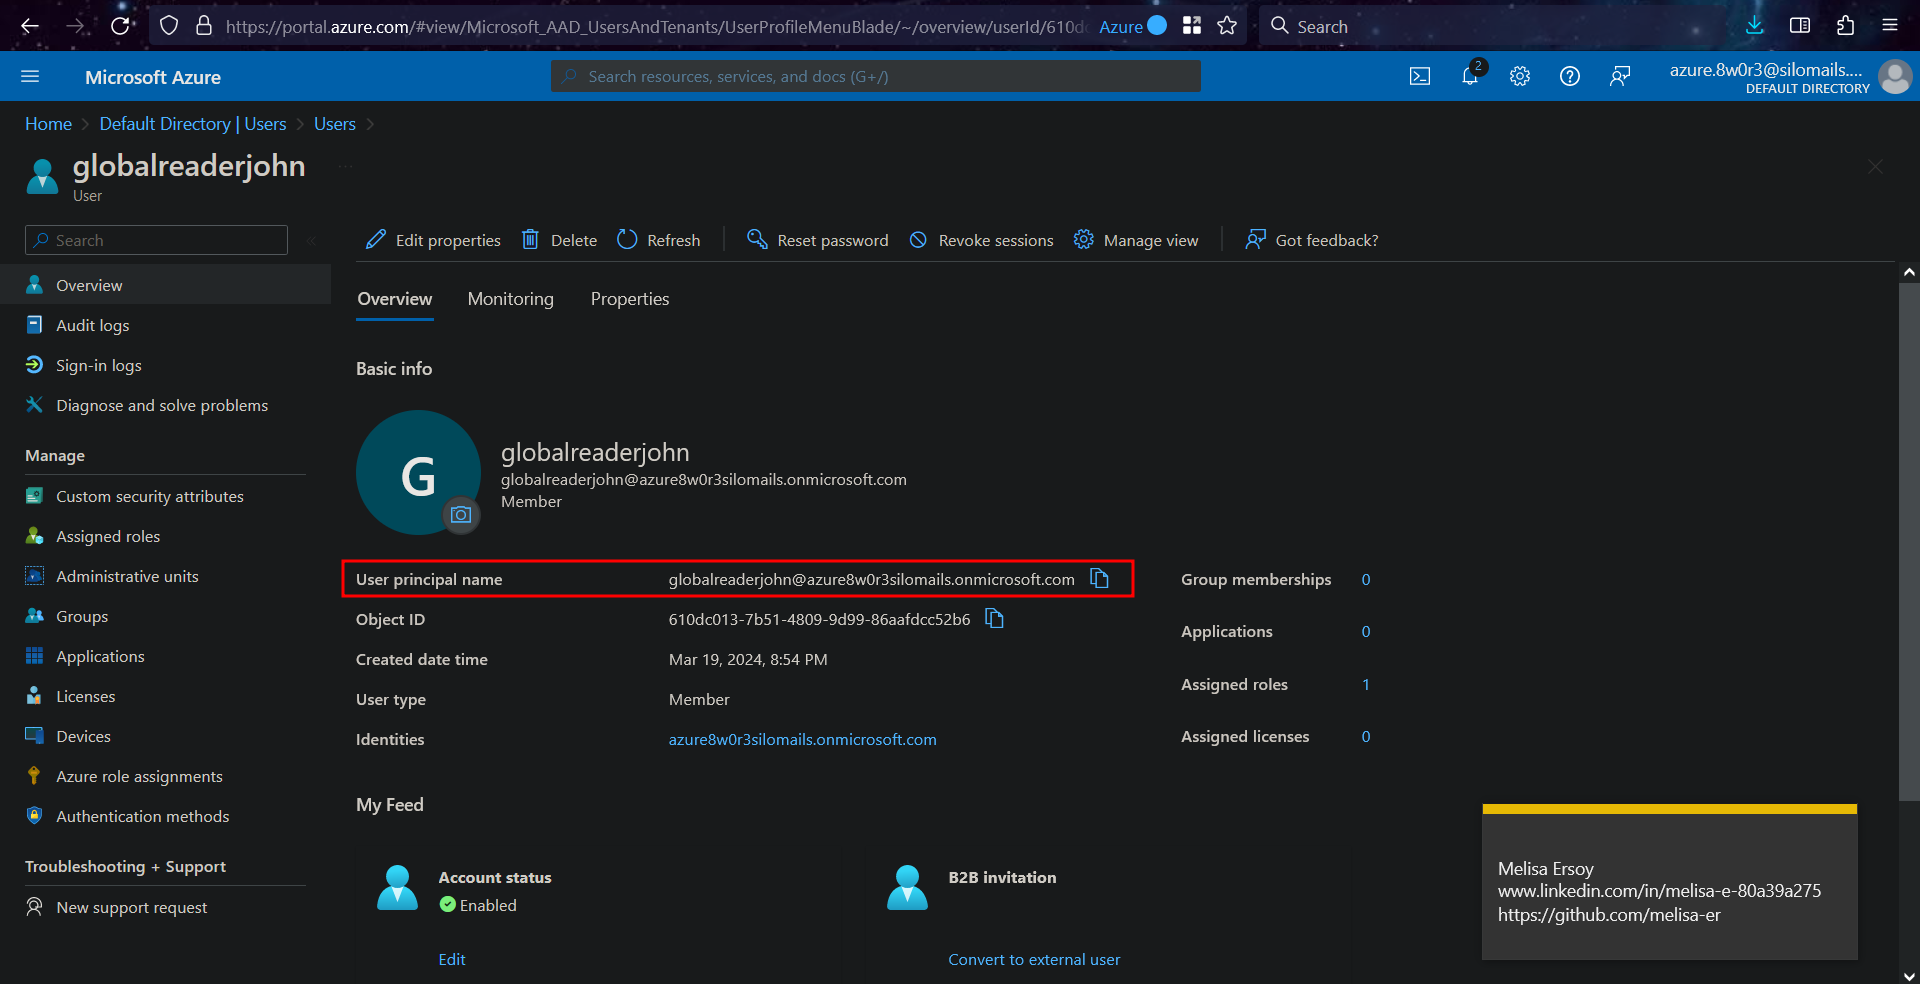 https://portal.azure.com/#view/Microsoft_AAD_UsersAndTenants/UserProfileMenuBlade/~/overview/userId/610dc
Azure
Search
Microsoft Azure
Search resources, services, and docs (G+/)
2
azure.8w0r3@silomails....
DEFAULT DIRECTORY
Home > Default Directory | Users > Users >
globalreaderjohn
...
User
Search
Edit properties
Delete
Refresh
Reset password
Revoke sessions
Manage view
Got feedback?
Overview
Audit logs
Sign-in logs
Diagnose and solve problems
Manage
Custom security attributes
Assigned roles
Administrative units
Groups
Applications
Licenses
Devices
Azure role assignments
Authentication methods
Troubleshooting + Support
New support request
Overview Monitoring Properties
Basic info
G
globalreaderjohn
globalreaderjohn@azure8w0r3silomails.onmicrosoft.com
Member
User principal name globalreaderjohn@azure8w0r3silomails.onmicrosoft.com
Object ID 610dc013-7b51-4809-9d99-86aafdcc52b6
Created date time Mar 19, 2024, 8:54 PM
User type Member
Identities azure8w0r3silomails.onmicrosoft.com
Group memberships 0
Applications 0
Assigned roles 1
Assigned licenses 0
My Feed
Account status
Enabled
Edit
B2B invitation
Convert to external user
Melisa Ersoy
www.linkedin.com/in/melisa-e-80a39a275
https://github.com/melisa-er